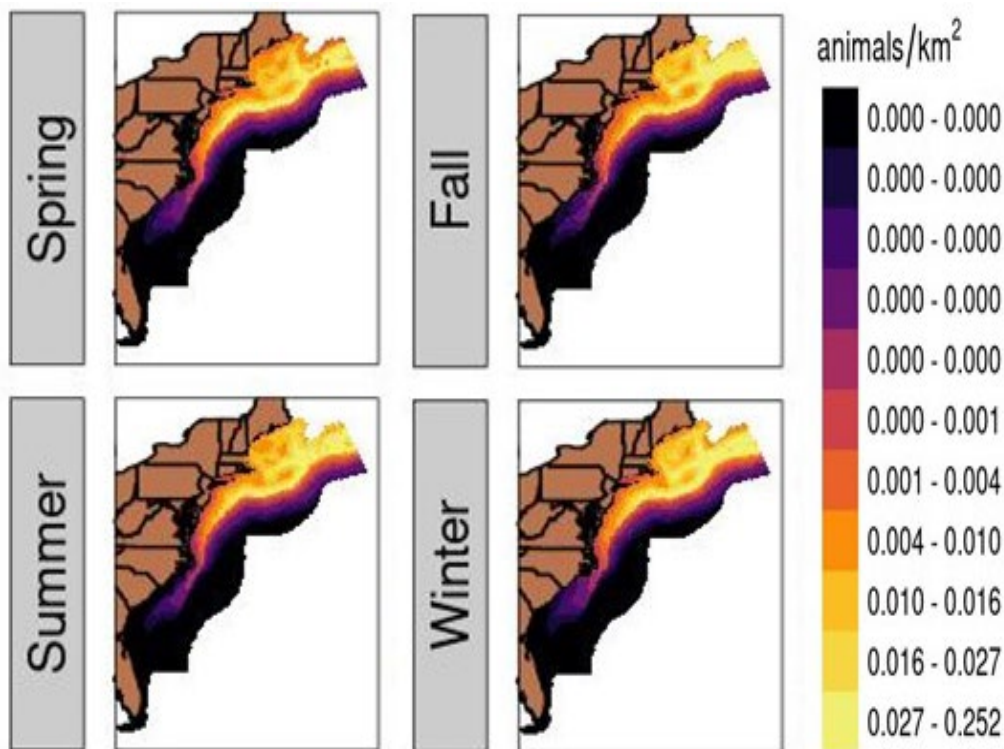 Spring
Fall
Summer
Winter
animals/km²
0.000 - 0.000
0.000 - 0.000
0.000 - 0.000
0.000 - 0.000
0.000 - 0.000
0.000 - 0.001
0.001 - 0.004
0.004 - 0.010
0.010 - 0.016
0.016 - 0.027
0.027 - 0.252